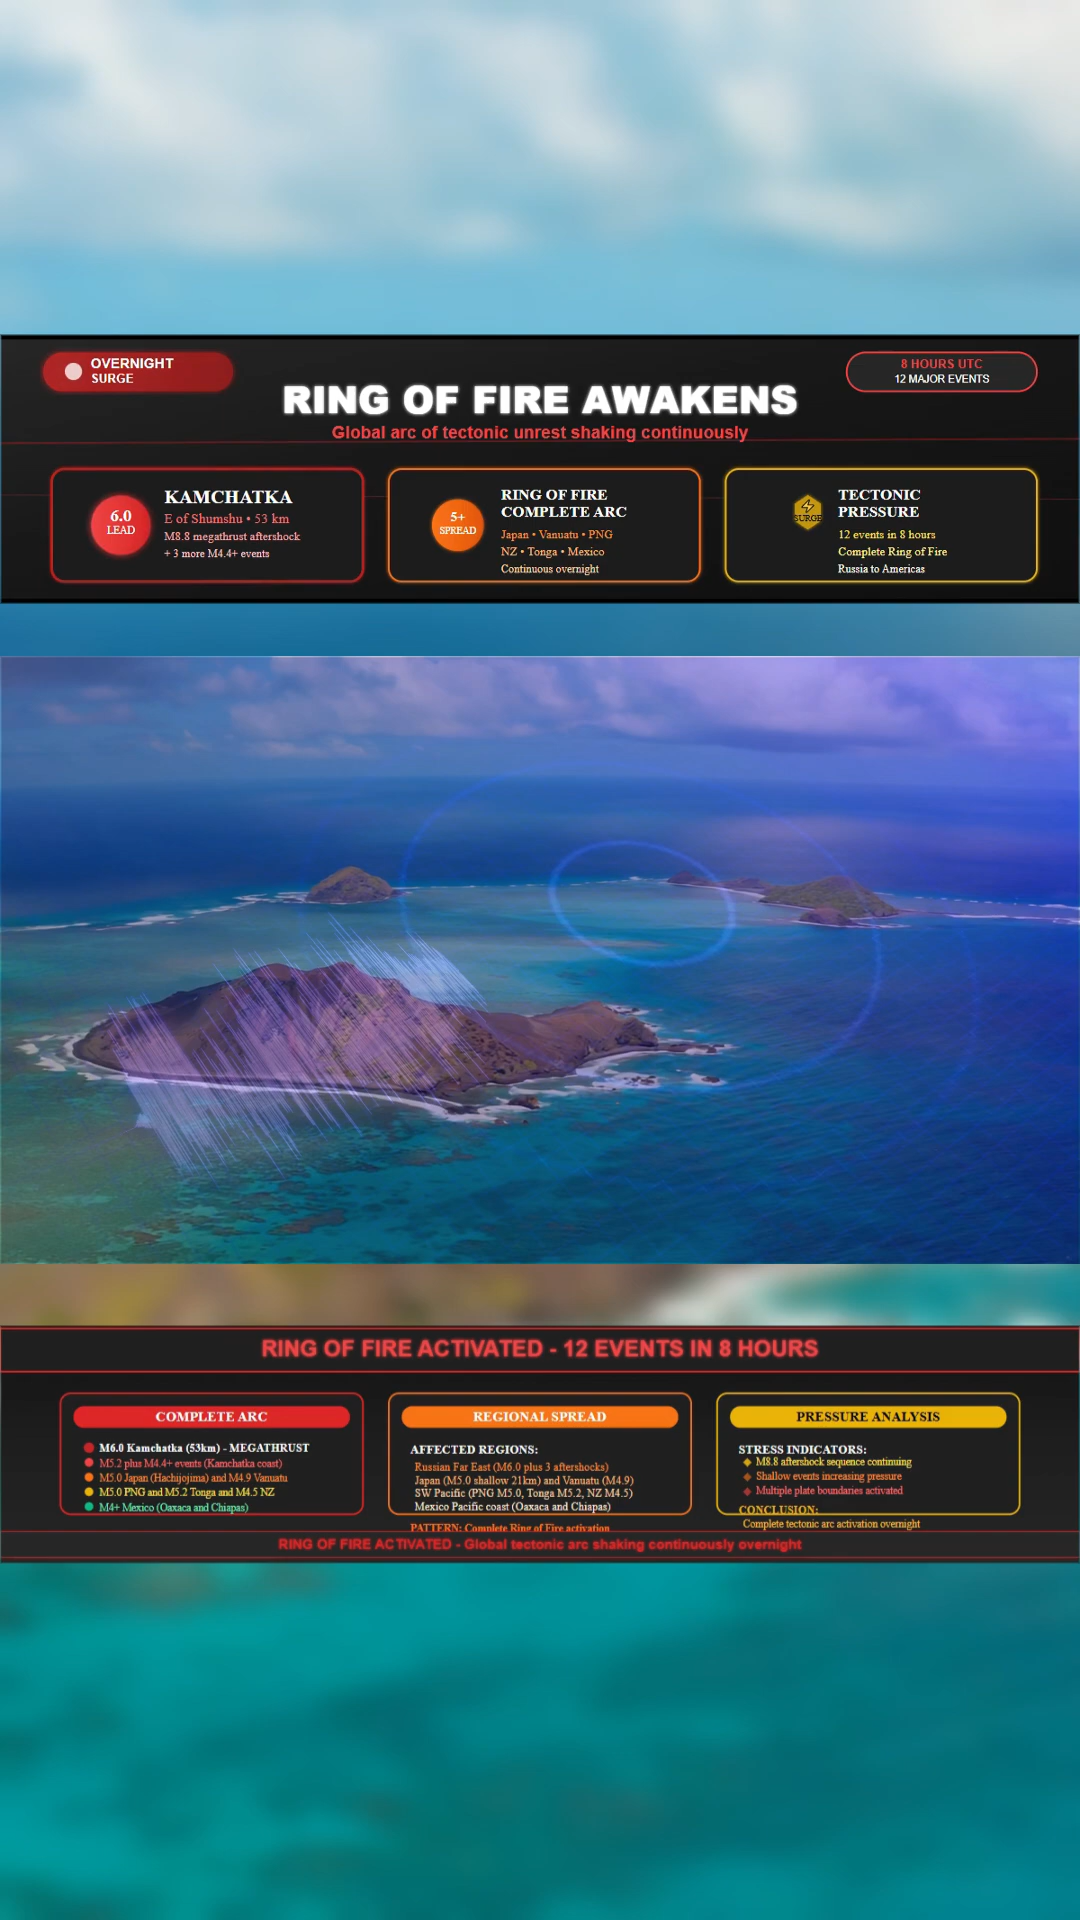 OVERNIGHT
SURGE
8 HOURS UTC
12 MAJOR EVENTS
RING OF FIRE AWAKENS
Global arc of tectonic unrest shaking continuously
6.0
LEAD
KAMCHATKA
E of Shumshu • 53 km
M8.8 megathrust aftershock
+ 3 more M4.4+ events
5+
SPREAD
RING OF FIRE
COMPLETE ARC
Japan • Vanuatu • PNG
NZ • Tonga • Mexico
Continuous overnight
SURGE
TECTONIC
PRESSURE
12 events in 8 hours
Complete Ring of Fire
Russia to Americas
RING OF FIRE ACTIVATED - 12 EVENTS IN 8 HOURS
COMPLETE ARC
M6.0 Kamchatka (53km) - MEGATHRUST
M5.2 plus M4.4+ events (Kamchatka coast)
M5.0 Japan (Hachijojima) and M4.9 Vanuatu
M5.0 PNG and M5.2 Tonga and M4.5 NZ
M4+ Mexico (Oaxaca and Chiapas)
REGIONAL SPREAD
AFFECTED REGIONS:
Russian Far East (M6.0 plus 3 aftershocks)
Japan (M5.0 shallow 21km) and Vanuatu (M4.9)
SW Pacific (PNG M5.0, Tonga M5.2, NZ M4.5)
Mexico Pacific coast (Oaxaca and Chiapas)
PATTERN: Complete Ring of Fire activation
PRESSURE ANALYSIS
STRESS INDICATORS:
M8.8 aftershock sequence continuing
Shallow events increasing pressure
Multiple plate boundaries activated
CONCLUSION:
Complete tectonic arc activation overnight
RING OF FIRE ACTIVATED - Global tectonic arc shaking continuously overnight